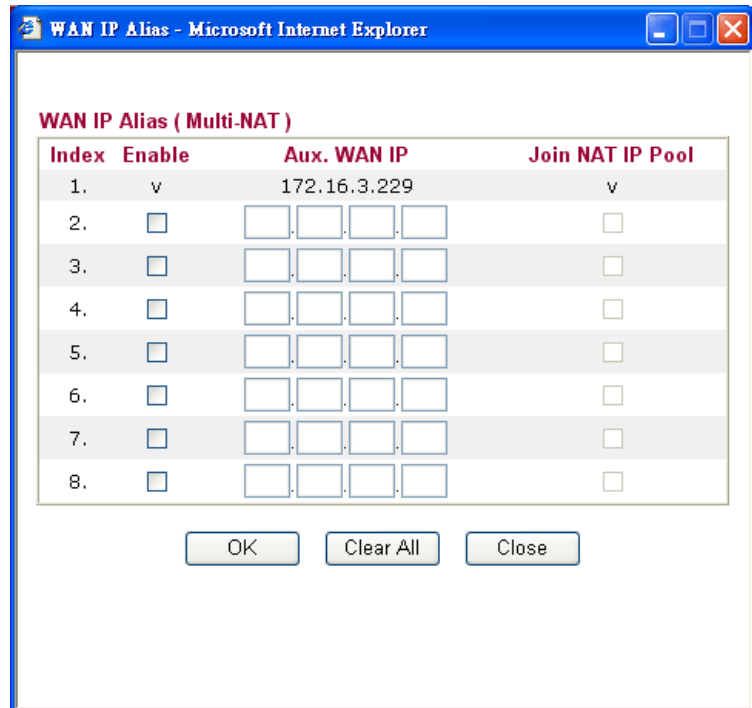 WAN IP Alias - Microsoft Internet Explorer
WAN IP Alias ( Multi-NAT )
Index Enable Aux. WAN IP Join NAT IP Pool
1. v 172.16.3.229 v
2. . . .
3. . . .
4. . . .
5. . . .
6. . . .
7. . . .
8. . . .
OK Clear All Close